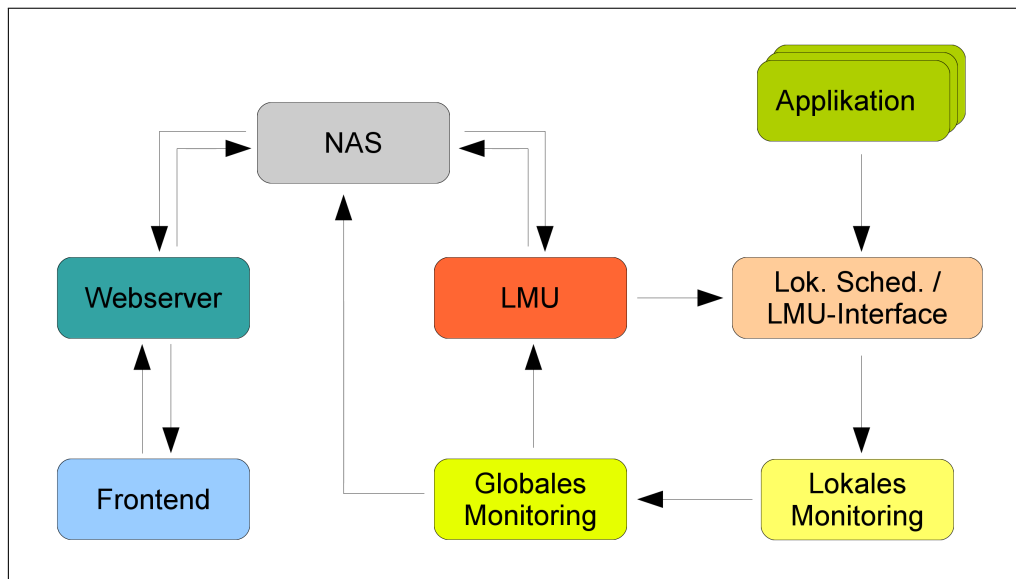 Applikation
NAS
Webserver
LMU
Lok. Sched. /
LMU-Interface
Frontend
Globales
Monitoring
Lokales
Monitoring